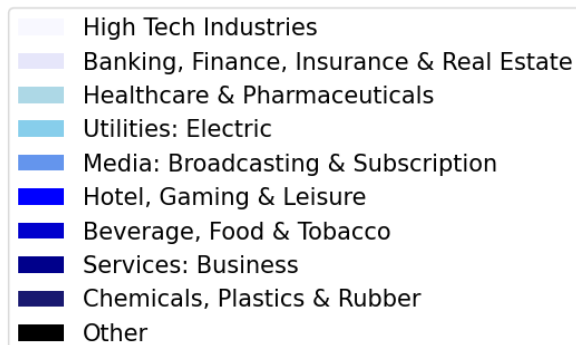 High Tech Industries
Banking, Finance, Insurance & Real Estate
Healthcare & Pharmaceuticals
Utilities: Electric
Media: Broadcasting & Subscription
Hotel, Gaming & Leisure
Beverage, Food & Tobacco
Services: Business
Chemicals, Plastics & Rubber
Other